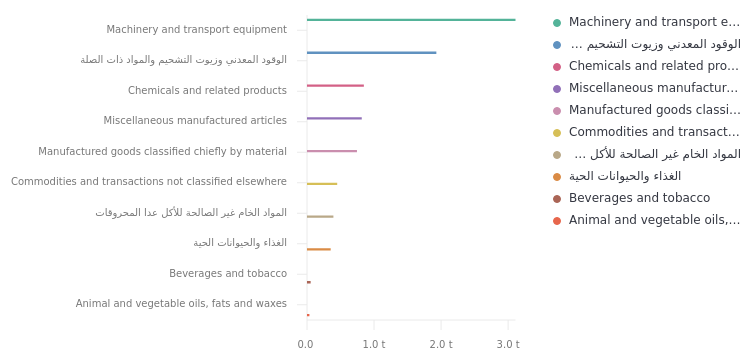 Machinery and transport equipment
الوقود المعدني وزيوت التشحيم والمواد ذات الصلة
Chemicals and related products
Miscellaneous manufactured articles
Manufactured goods classified chiefly by material
Commodities and transactions not classified elsewhere
المواد الخام غير الصالحة للأكل عدا المحروقات
الغذاء والحيوانات الحية
Beverages and tobacco
Animal and vegetable oils, fats and waxes
0.0 1.0 t 2.0 t 3.0 t
Machinery and transport e...
الوقود المعدني وزيوت التشحيم ...
Chemicals and related pro...
Miscellaneous manufactur...
Manufactured goods classi...
Commodities and transact...
المواد الخام غير الصالحة للأكل ...
الغذاء والحيوانات الحية
Beverages and tobacco
Animal and vegetable oils,...